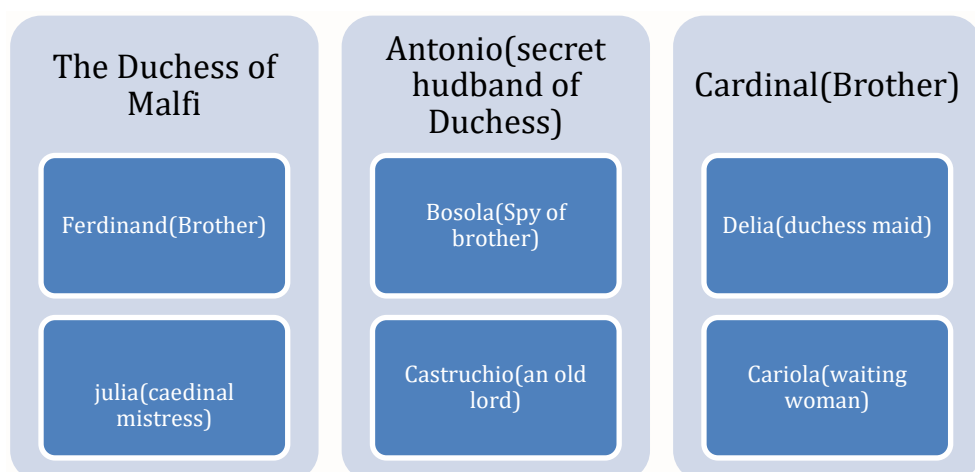 The Duchess of
Malfi
Ferdinand(Brother)
julia(caedinal
mistress)
Antonio(secret
hudband of
Duchess)
Bosola(Spy of
brother)
Castruchio(an old
lord)
Cardinal(Brother)
Delia(duchess maid)
Cariola(waiting
woman)